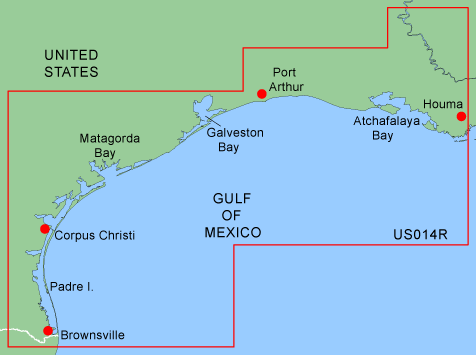 UNITED
STATES
Port
Arthur
Houma
Atchafalaya
Bay
Galveston
Bay
Matagorda
Bay
GULF
OF
MEXICO
US014R
Corpus Christi
Padre I.
Brownsville